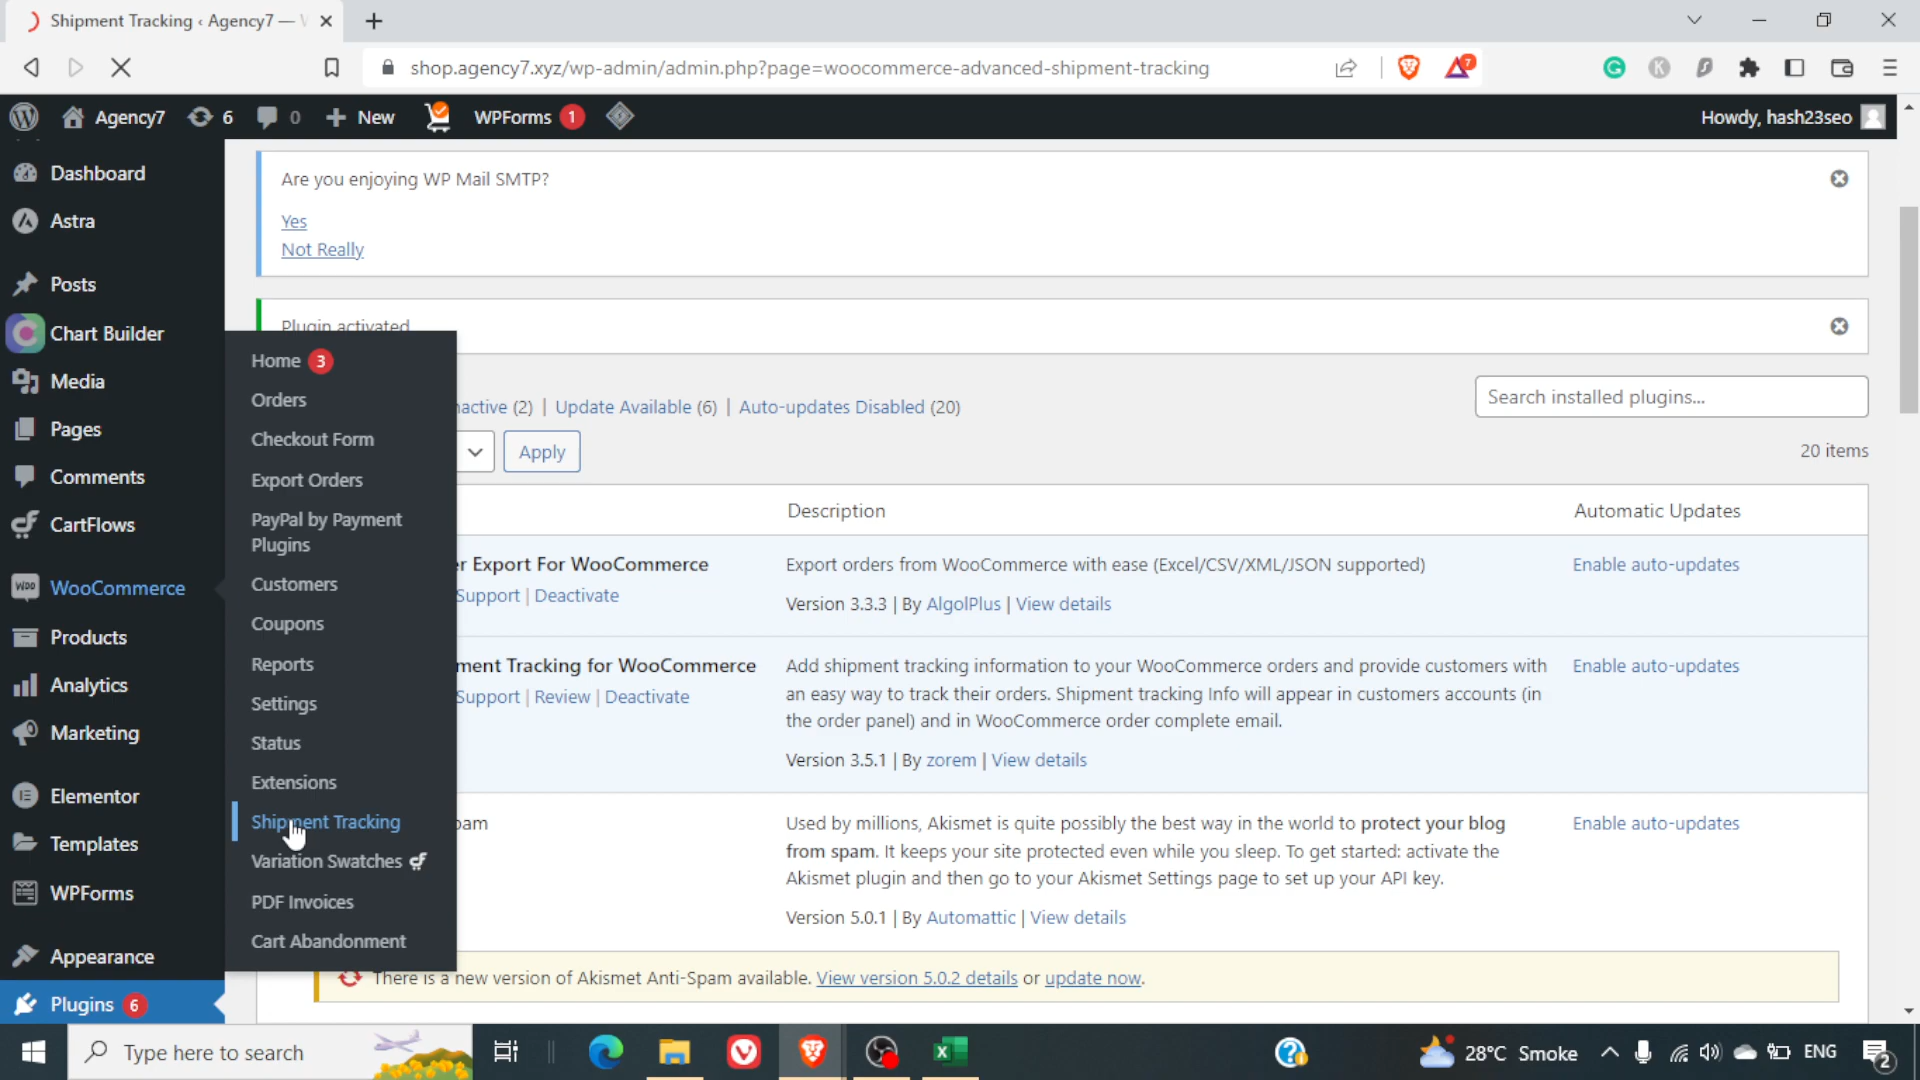 Shipment Tracking ‹ Agency7 — W
shop.agency7.xyz/wp-admin/admin.php?page=woocommerce-advanced-shipment-tracking
7
Agency7
6
0
New
WPForms 1
Howdy, hash23seo
Dashboard
Astra
Posts
Chart Builder
Media
Pages
Comments
CartFlows
WooCommerce
Products
Analytics
Marketing
Elementor
Templates
WPForms
Appearance
Plugins 6
Home 3
Orders
Checkout Form
Export Orders
PayPal by Payment
Plugins
Customers
Coupons
Reports
Settings
Status
Extensions
Shipment Tracking
Variation Swatches
PDF Invoices
Cart Abandonment
Are you enjoying WP Mail SMTP?
Yes
Not Really
Plugin activated
active (2) | Update Available (6) | Auto-updates Disabled (20)
Search installed plugins...
Apply
20 items
Description
Automatic Updates
r Export For WooCommerce
Support | Deactivate
Export orders from WooCommerce with ease (Excel/CSV/XML/JSON supported)
Version 3.3.3 | By AlgolPlus | View details
Enable auto-updates
ment Tracking for WooCommerce
Support | Review | Deactivate
Add shipment tracking information to your WooCommerce orders and provide customers with
an easy way to track their orders. Shipment tracking Info will appear in customers accounts (in
the order panel) and in WooCommerce order complete email.
Version 3.5.1 | By zorem | View details
Enable auto-updates
pam
Used by millions, Akismet is quite possibly the best way in the world to protect your blog
from spam. It keeps your site protected even while you sleep. To get started: activate the
Akismet plugin and then go to your Akismet Settings page to set up your API key.
Version 5.0.1 | By Automattic | View details
Enable auto-updates
There is a new version of Akismet Anti-Spam available. View version 5.0.2 details or update now.
Type here to search
28°C Smoke
ENG
2